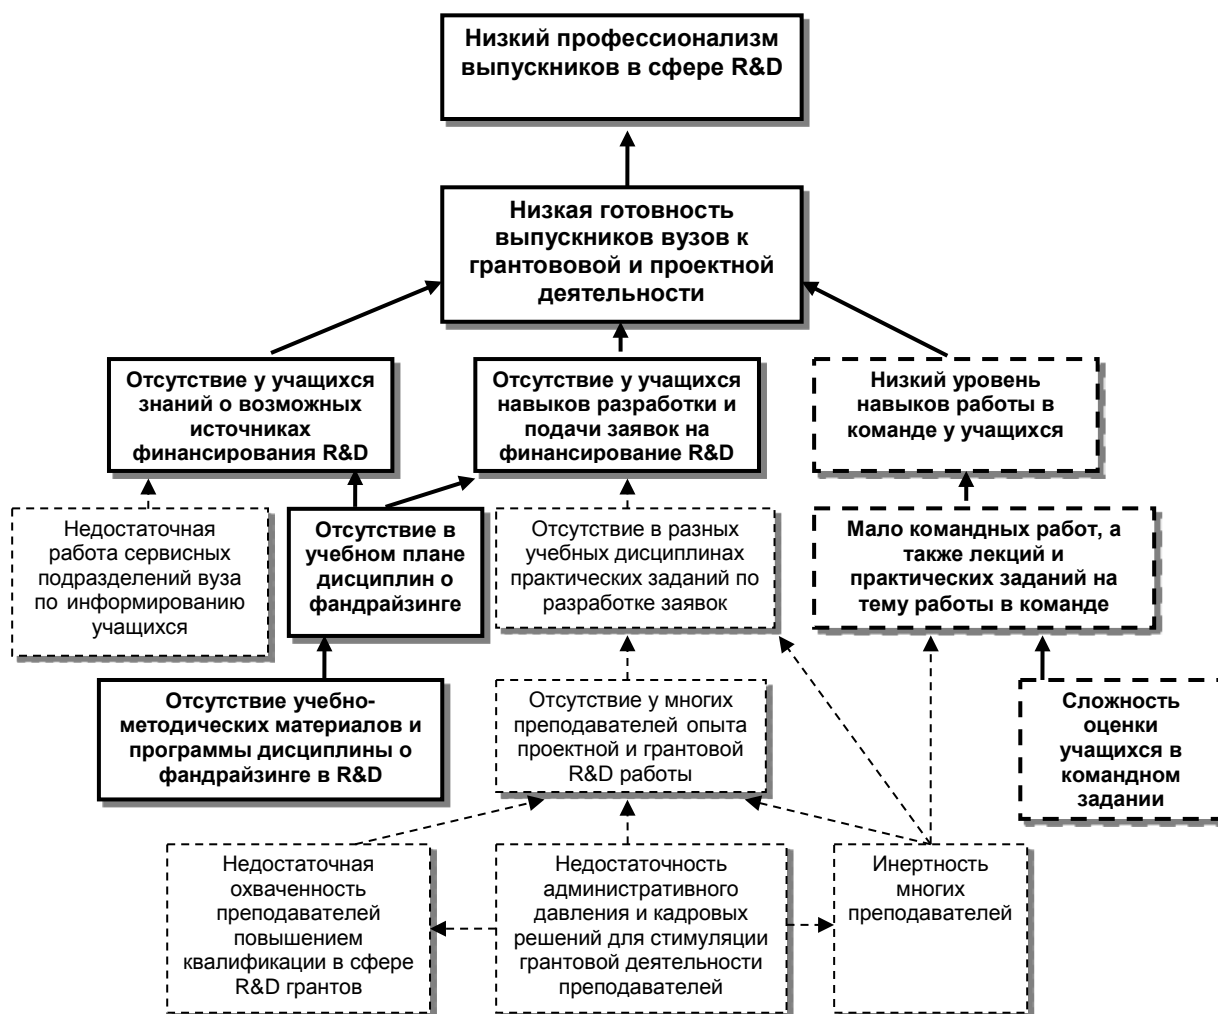 Низкий профессионализм
выпускников в сфере R&D
Низкая готовность
выпускников вузов к
грантововой и проектной
деятельности
Отсутствие у учащихся
знаний о возможных
источниках
финансирования R&D
Отсутствие у учащихся
навыков разработки и
подачи заявок на
финансирование R&D
Низкий уровень
навыков работы в
команде у учащихся
Недостаточная
работа сервисных
подразделений вуза
по информированию
учащихся
Отсутствие в
учебном плане
дисциплин о
фандрайзинге
Отсутствие в разных
учебных дисциплинах
практических заданий по
разработке заявок
Мало командных работ, а
также лекций и
практических заданий на
тему работы в команде
Отсутствие учебно-
методических материалов и
программы дисциплины о
фандрайзинге в R&D
Отсутствие у многих
преподавателей опыта
проектной и грантовой
R&D работы
Сложность
оценки
учащихся в
командном
задании
Недостаточная
охваченность
преподавателей
повышением
квалификации в сфере
R&D грантов
Недостаточность
административного
давления и кадровых
решений для стимуляции
грантовой деятельности
преподавателей
Инертность
многих
преподавателей